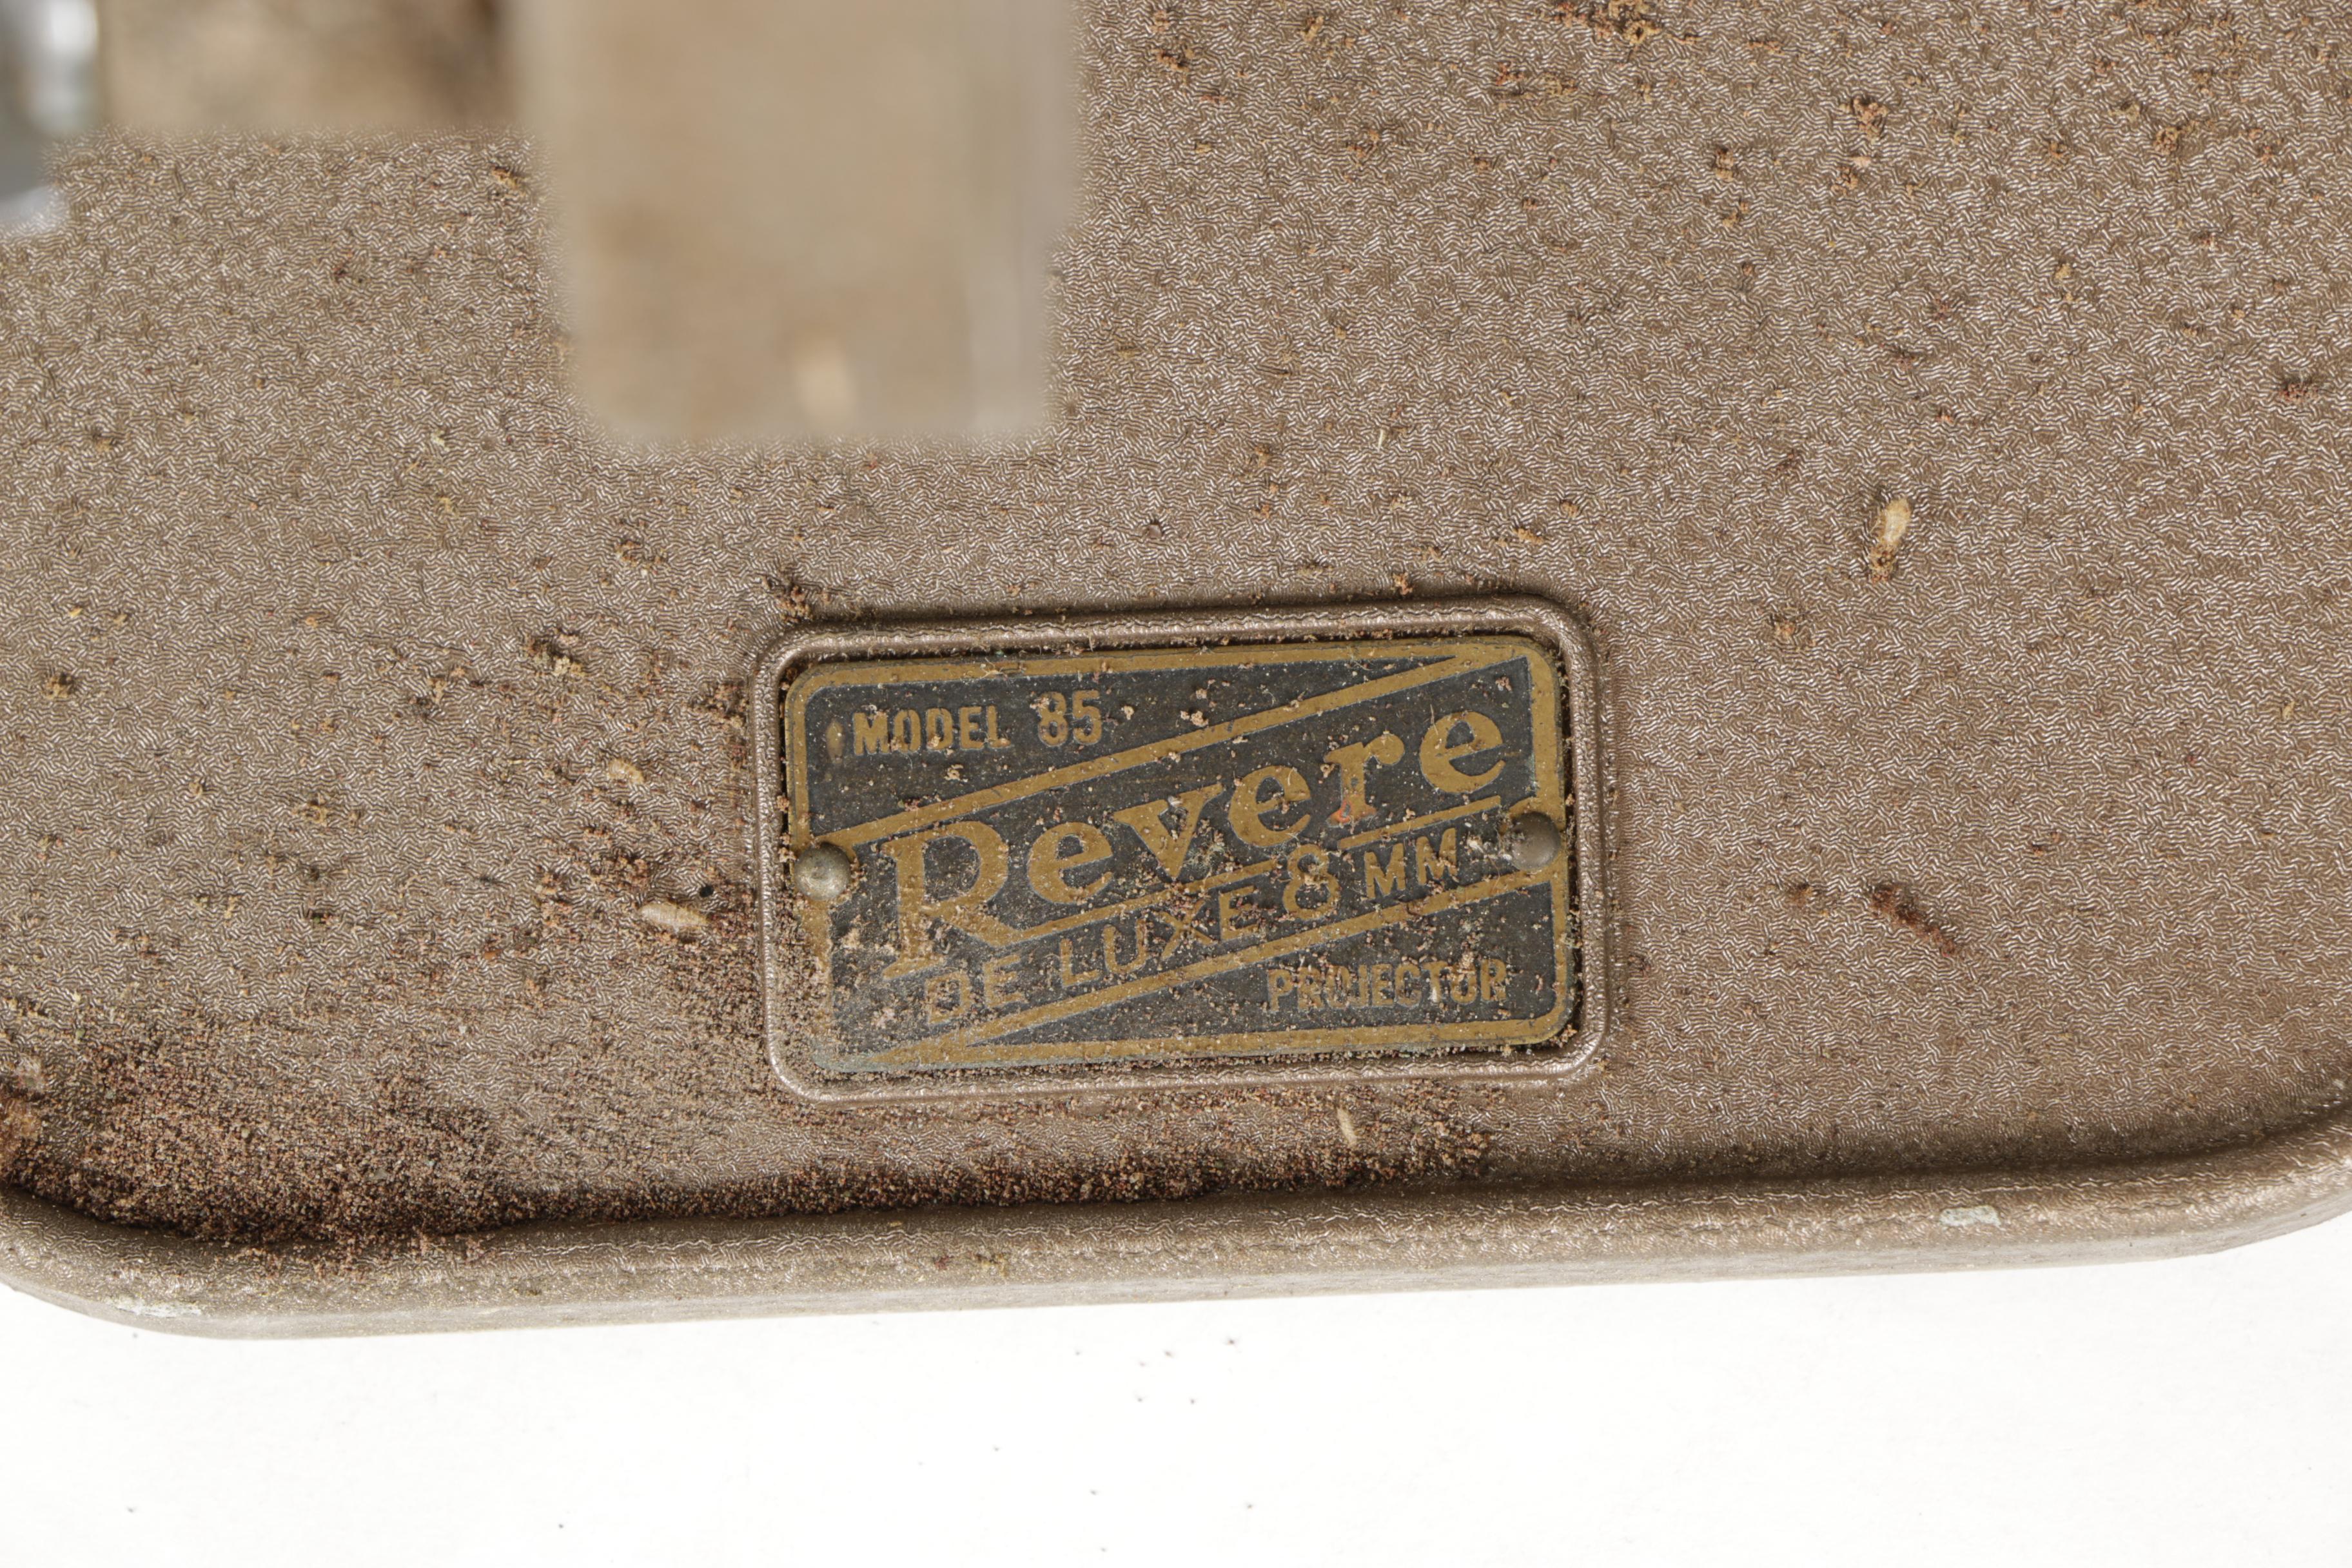 MODEL 85
Revere
DE LUXE 8 MM
PROJECTOR